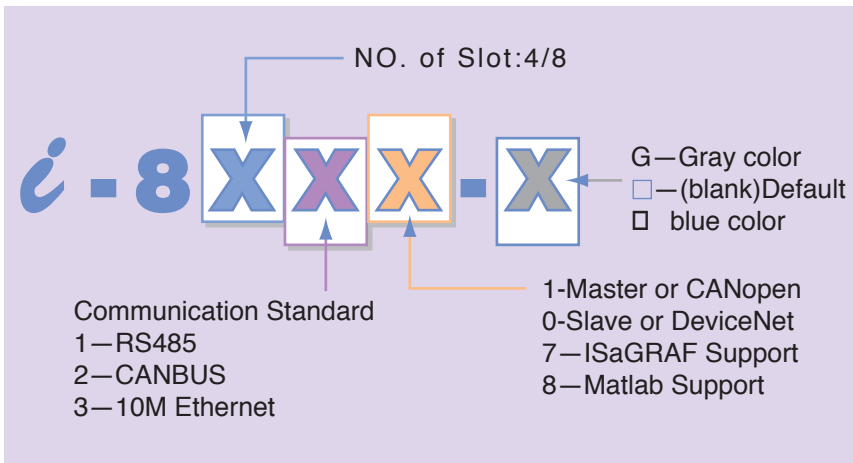 NO. of Slot:4/8
i-8XXX-X
G—Gray color
□—(blank)Default
□ blue color
Communication Standard
1—RS485
2—CANBUS
3—10M Ethernet
1-Master or CANopen
0-Slave or DeviceNet
7—ISaGRAF Support
8—Matlab Support